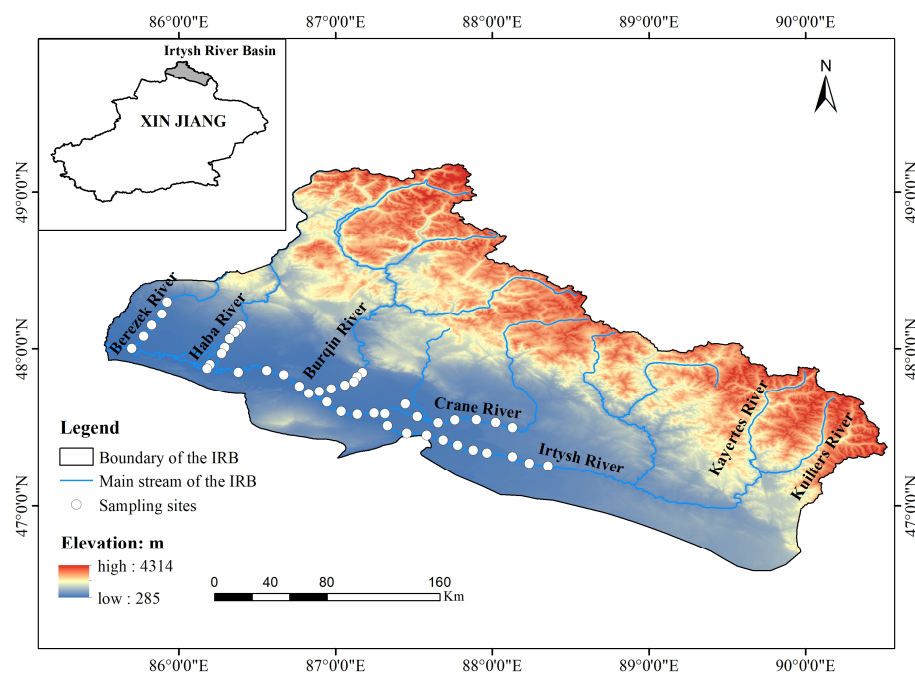 86°0'0"E 87°0'0"E 88°0'0"E 89°0'0"E 90°0'0"E
Irtysh River Basin
XIN JIANG
N
49°0'0"N 49°0'0"N
48°0'0"N 48°0'0"N
47°0'0"N 47°0'0"N
Berezek River
Haba River
Burqin River
Crane River
Irtysh River
Kayertes River
Kuilters River
Legend
Boundary of the IRB
Main stream of the IRB
Sampling sites
Elevation: m
high : 4314
low : 285
0 40 80 160
Km
86°0'0"E 87°0'0"E 88°0'0"E 89°0'0"E 90°0'0"E